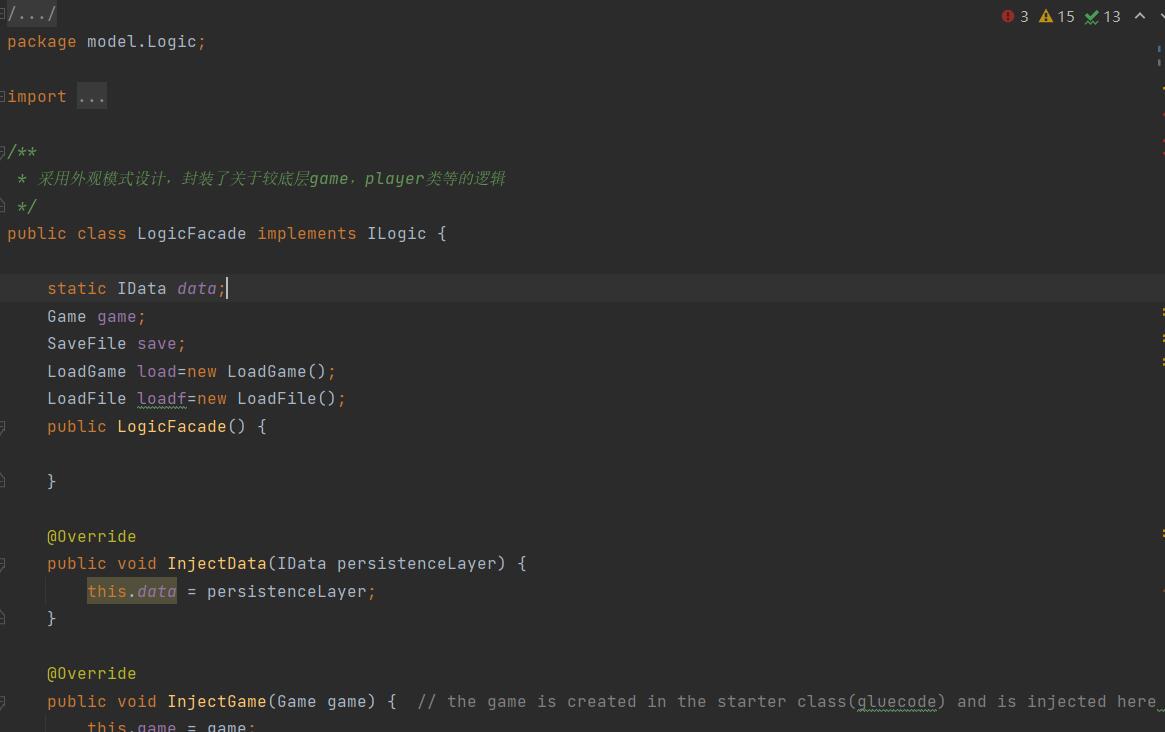 /.../
3 15 13
package model.Logic;
import ...
/**
* 采用外观模式设计，封装了关于较底层game，player类等的逻辑
*/
public class LogicFacade implements ILogic {
static IData data;
Game game;
SaveFile save;
LoadGame load=new LoadGame();
LoadFile loadf=new LoadFile();
public LogicFacade() {
}
@Override
public void InjectData(IData persistenceLayer) {
this.data = persistenceLayer;
}
@Override
public void InjectGame(Game game) {  // the game is created in the starter class(gluecode) and is injected here
this.game = game;